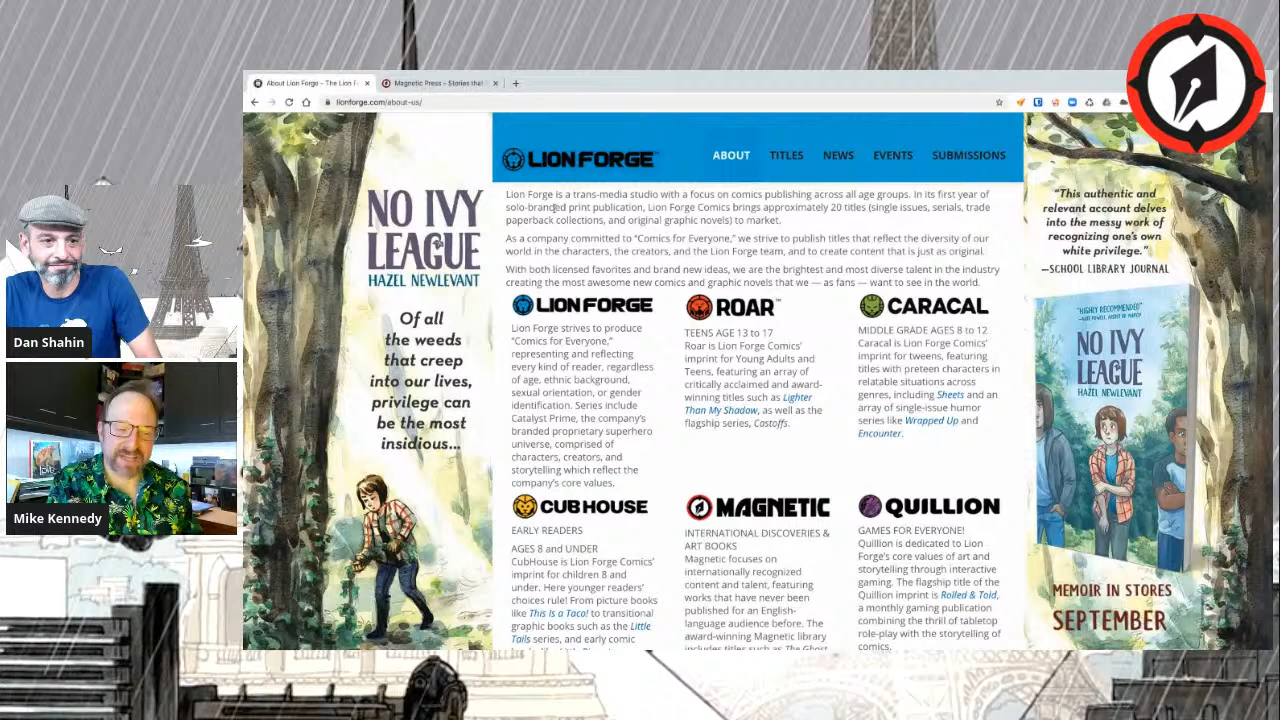 About Lion Forge – The Lion F
Magnetic Press – Stories that
lionforge.com/about-us/
LION FORGE
ABOUT
TITLES
NEWS
EVENTS
SUBMISSIONS
NO IVY
LEAGUE
HAZEL NEWLEVANT
Of all
the weeds
that creep
into our lives,
privilege can
be the most
insidious...
Lion Forge is a trans-media studio with a focus on comics publishing across all age groups. In its first year of
solo-branded print publication, Lion Forge Comics brings approximately 20 titles (single issues, serials, trade
paperback collections, and original graphic novels) to market.
As a company committed to “Comics for Everyone,” we strive to publish titles that reflect the diversity of our
world in the characters, the creators, and the Lion Forge team, and to create content that is just as original.
With both licensed favorites and brand new ideas, we are the brightest and most diverse talent in the industry
creating the most awesome new comics and graphic novels that we — as fans — want to see in the world.
LION FORGE
Lion Forge strives to produce
“Comics for Everyone,”
representing and reflecting
every kind of reader, regardless
of age, ethnic background,
sexual orientation, or gender
identification. Series include
Catalyst Prime, the company’s
branded proprietary superhero
universe, comprised of
characters, creators, and
storytelling which reflect the
company’s core values.
ROAR™
TEENS AGE 13 to 17
Roar is Lion Forge Comics’
imprint for Young Adults and
Teens, featuring an array of
critically acclaimed and award-
winning titles such as Lighter
Than My Shadow, as well as the
flagship series, Castoffs.
CARACAL
MIDDLE GRADE AGES 8 to 12
Caracal is Lion Forge Comics’
imprint for tweens, featuring
titles with preteen characters in
relatable situations across
genres, including Sheets and an
array of single-issue humor
series like Wrapped Up and
Encounter.
CUBHOUSE
EARLY READERS
AGES 8 and UNDER
CubHouse is Lion Forge Comics’
imprint for children 8 and
under. Here younger readers’
choices rule! From picture books
like This Is a Taco! to transitional
graphic books such as the Little
Tails series, and early comic
MAGNETIC
INTERNATIONAL DISCOVERIES &
ART BOOKS
Magnetic focuses on
internationally recognized
content and talent, featuring
works that have never been
published for an English-
language audience before. The
award-winning Magnetic library
includes titles such as The Ghost
QUILLION
GAMES FOR EVERYONE!
Quillion is dedicated to Lion
Forge’s core values of art and
storytelling through interactive
gaming. The flagship title of the
Quillion imprint is Rolled & Told,
a monthly gaming publication
combining the thrill of tabletop
role-play with the storytelling of
comics.
“This authentic and
relevant account delves
into the messy work of
recognizing one’s own
white privilege.”
—SCHOOL LIBRARY JOURNAL
"HIGHLY RECOMMENDED"
NO IVY
LEAGUE
HAZEL NEWLEVANT
MEMOIR IN STORES
SEPTEMBER
Dan Shahin
Mike Kennedy